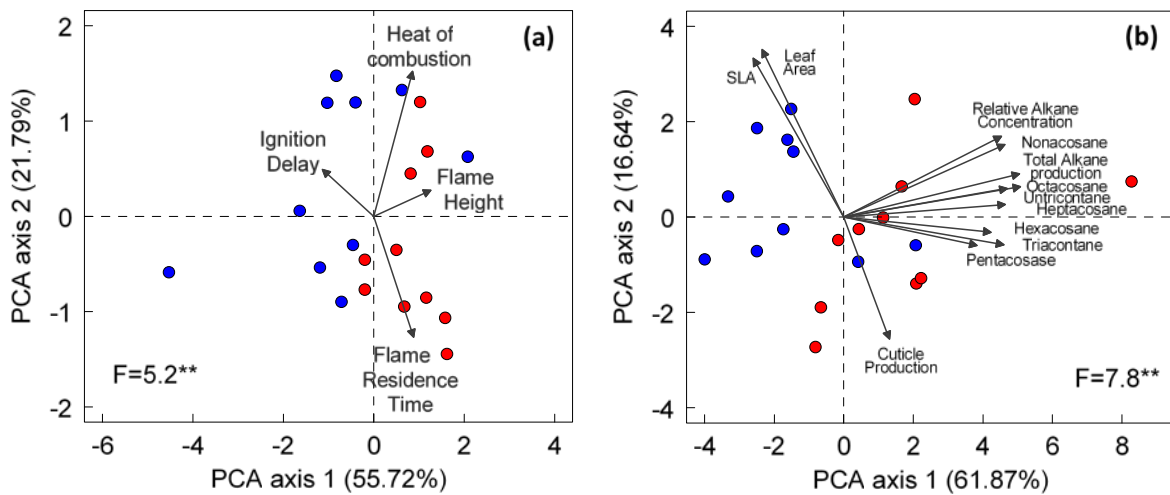 (a)
Heat of
combustion
Ignition
Delay
Flame
Height
Flame
Residence
Time
F=5.2**
2
1
0
-1
-2
-6
-4
-2
0
2
4
PCA axis 2 (21.79%)
PCA axis 1 (55.72%)
(b)
Leaf
Area
SLA
Relative Alkane
Concentration
Nonacosane
Total Alkane
production
Octacosane
Untricontane
Heptacosane
Hexacosane
Triacontane
Pentacosase
Cuticle
Production
F=7.8**
4
2
0
-2
-4
-4
-2
0
2
4
6
8
PCA axis 2 (16.64%)
PCA axis 1 (61.87%)